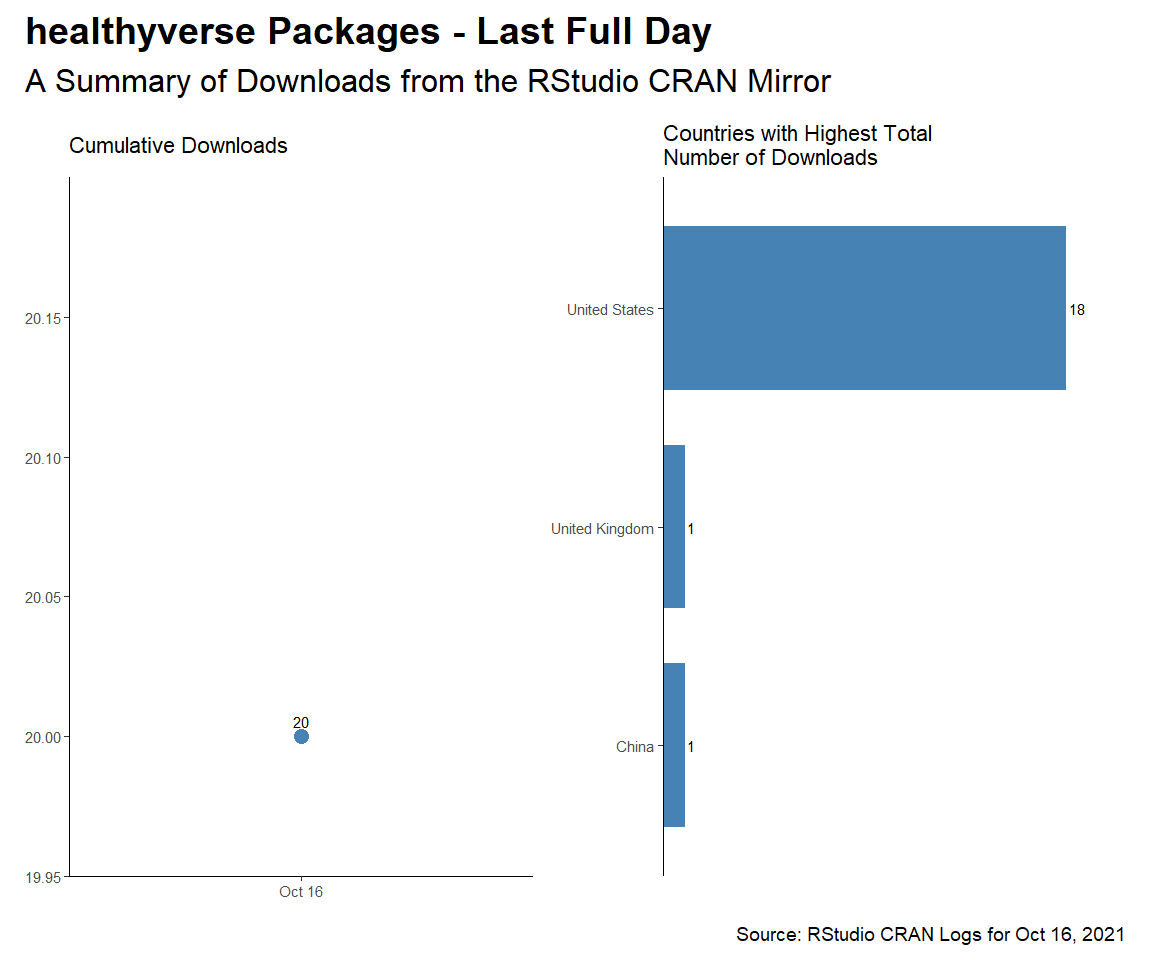 healthyverse Packages - Last Full Day
A Summary of Downloads from the RStudio CRAN Mirror
Cumulative Downloads
20.15
20.10
20.05
20.00
19.95
20
Oct 16
Countries with Highest Total
Number of Downloads
United States
18
United Kingdom
1
China
1
Source: RStudio CRAN Logs for Oct 16, 2021